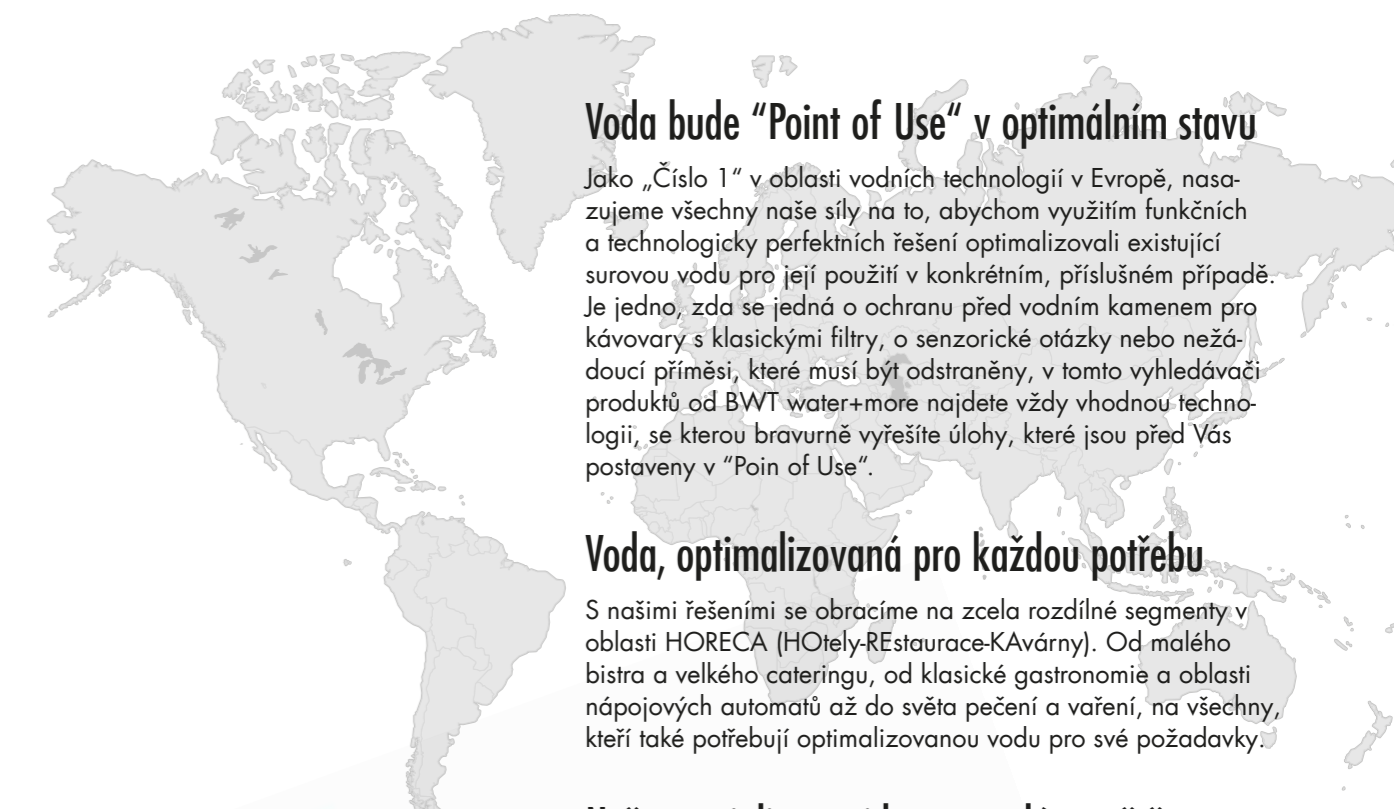 Voda bude “Point of Use“ v optimálním stavu
Jako „Číslo 1“ v oblasti vodních technologií v Evropě, nasa-
zujeme všechny naše síly na to, abychom využitím funkčních
a technologicky perfektních řešení optimalizovali existující
surovou vodu pro její použití v konkrétním, příslušném případě.
Je jedno, zda se jedná o ochranu před vodním kamenem pro
kávovary s klasickými filtry, o senzorické otázky nebo nežá-
doucí příměsi, které musí být odstraněny, v tomto vyhledávači
produktů od BWT water+more najdete vždy vhodnou techno-
logii, se kterou bravurně vyřešíte úlohy, které jsou před Vás
postaveny v “Poin of Use“.
Voda, optimalizovaná pro každou potřebu
S našimi řešeními se obracíme na zcela rozdílné segmenty v
oblasti HORECA (HOtely-REstaurace-KAvárny). Od malého
bistra a velkého cateringu, od klasické gastronomie a oblasti
nápojových automatů až do světa pečení a vaření, na všechny,
kteří také potřebují optimalizovanou vodu pro své požadavky.